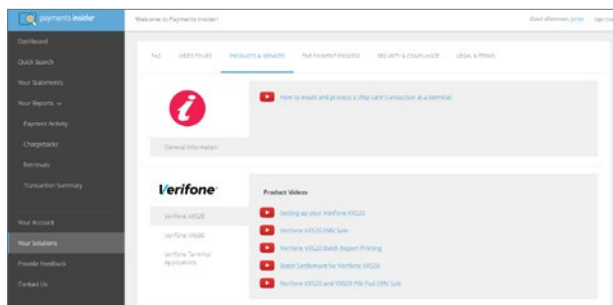 payments insider
Welcome to Payments Insider!
Good afternoon, Jamie
Sign Out
Dashboard
Quick Search
Your Statements
Your Reports
Payment Activity
Chargebacks
Retrievals
Transaction Summary
Your Account
Your Solutions
Provide Feedback
Contact Us
FAQ
VIDEO TOURS
PRODUCTS & SERVICES
THE PAYMENT PROCESS
SECURITY & COMPLIANCE
LEGAL & TERMS
i
General Information
How to insert and process a chip card transaction at a terminal
Verifone
Verifone VX520
Verifone VX680
Verifone Terminal
Applications
Product Videos
Setting up your Verifone VX520
Verifone VX520 EMV Sale
Verifone VX520 Batch Report Printing
Batch Settlement for Verifone VX520
Verifone VX520 and VX820 PIN Pad EMV Sale